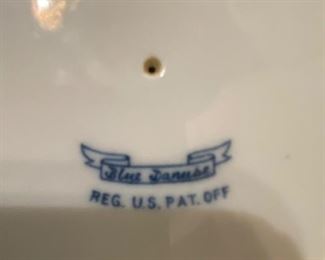 Blue Danube
REG. U.S. PAT. OFF